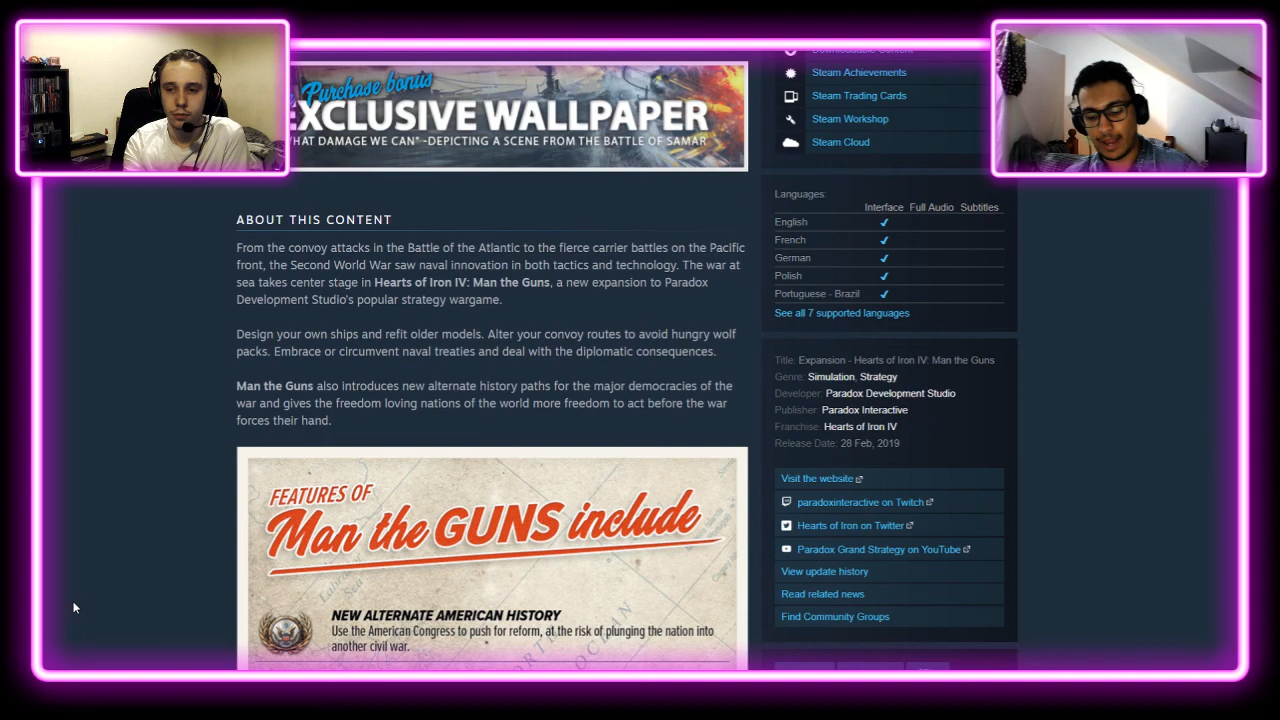 Purchase bonus
EXCLUSIVE WALLPAPER
HAT DAMAGE WE CAN" -DEPICTING A SCENE FROM THE BATTLE OF SAMAR
ABOUT THIS CONTENT
From the convoy attacks in the Battle of the Atlantic to the fierce carrier battles on the Pacific
front, the Second World War saw naval innovation in both tactics and technology. The war at
sea takes center stage in Hearts of Iron IV: Man the Guns, a new expansion to Paradox
Development Studio's popular strategy wargame.
Design your own ships and refit older models. Alter your convoy routes to avoid hungry wolf
packs. Embrace or circumvent naval treaties and deal with the diplomatic consequences.
Man the Guns also introduces new alternate history paths for the major democracies of the
war and gives the freedom loving nations of the world more freedom to act before the war
forces their hand.
FEATURES OF
Man the GUNS include
NEW ALTERNATE AMERICAN HISTORY
Use the American Congress to push for reform, at the risk of plunging the nation into
another civil war.
OCEAN
Downloadable Content
Steam Achievements
Steam Trading Cards
Steam Workshop
Steam Cloud
Languages:
Interface Full Audio Subtitles
English ✔
French ✔
German ✔
Polish ✔
Portuguese - Brazil ✔
See all 7 supported languages
Title: Expansion - Hearts of Iron IV: Man the Guns
Genre: Simulation, Strategy
Developer: Paradox Development Studio
Publisher: Paradox Interactive
Franchise: Hearts of Iron IV
Release Date: 28 Feb, 2019
Visit the website
paradoxinteractive on Twitch
Hearts of Iron on Twitter
Paradox Grand Strategy on YouTube
View update history
Read related news
Find Community Groups